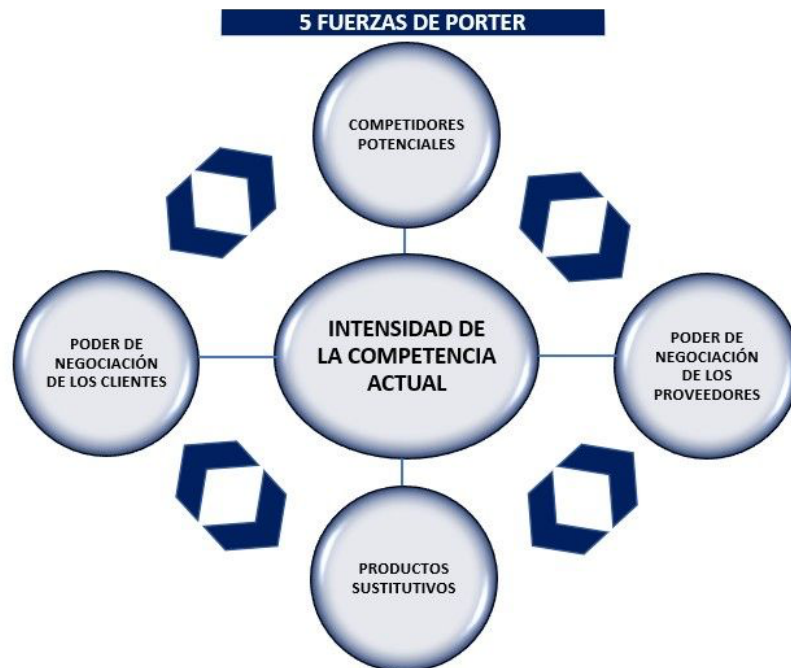 5 FUERZAS DE PORTER
COMPETIDORES
POTENCIALES
PODER DE
NEGOCIACIÓN
DE LOS CLIENTES
INTENSIDAD DE
LA COMPETENCIA
ACTUAL
PODER DE
NEGOCIACIÓN
DE LOS
PROVEEDORES
PRODUCTOS
SUSTITUTIVOS